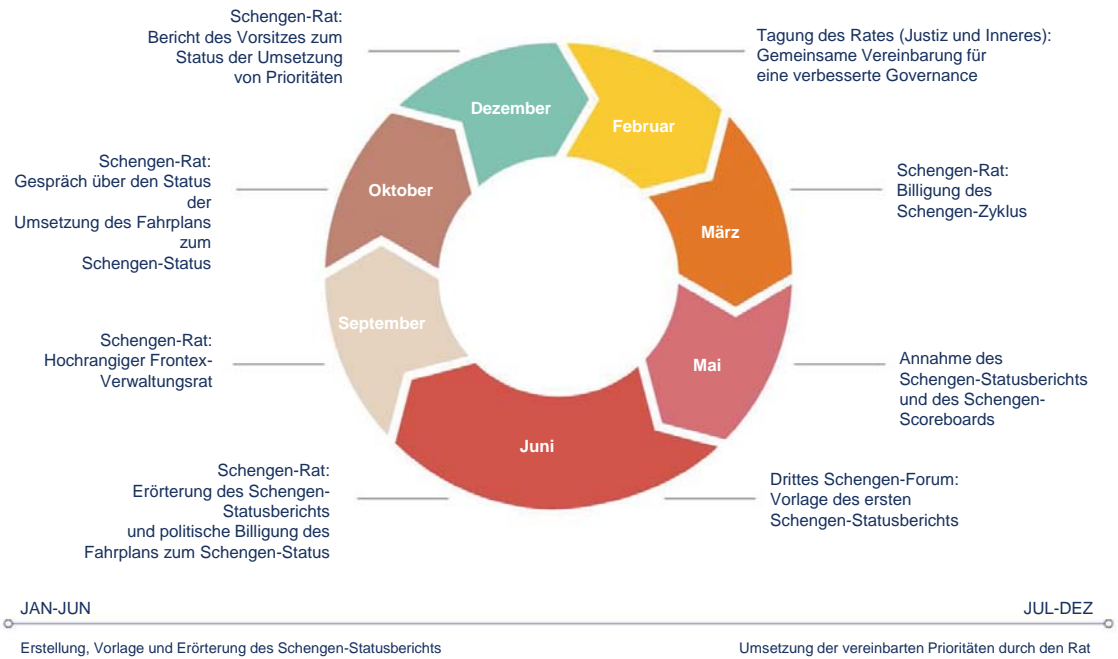 Schengen-Rat:
Bericht des Vorsitzes zum
Status der Umsetzung
von Prioritäten
Tagung des Rates (Justiz und Inneres):
Gemeinsame Vereinbarung für
eine verbesserte Governance
Dezember
Februar
Schengen-Rat:
Gespräch über den Status
der
Umsetzung des Fahrplans
zum
Schengen-Status
Oktober
März
Schengen-Rat:
Billigung des
Schengen-Zyklus
Schengen-Rat:
Hochrangiger Frontex-
Verwaltungsrat
September
Mai
Annahme des
Schengen-Statusberichts
und des Schengen-
Scoreboards
Juni
Schengen-Rat:
Erörterung des Schengen-
Statusberichts
und politische Billigung des
Fahrplans zum Schengen-Status
Drittes Schengen-Forum:
Vorlage des ersten
Schengen-Statusberichts
JAN-JUN
JUL-DEZ
Erstellung, Vorlage und Erörterung des Schengen-Statusberichts
Umsetzung der vereinbarten Prioritäten durch den Rat